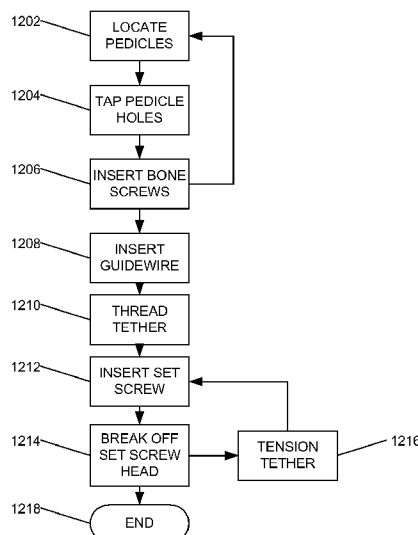 1202
LOCATE
PEDICLES
1204
TAP PEDICLE
HOLES
1206
INSERT BONE
SCREWS
1208
INSERT
GUIDEWIRE
1210
THREAD
TETHER
1212
INSERT SET
SCREW
1214
BREAK OFF
SET SCREW
HEAD
TENSION
TETHER
1216
1218
END